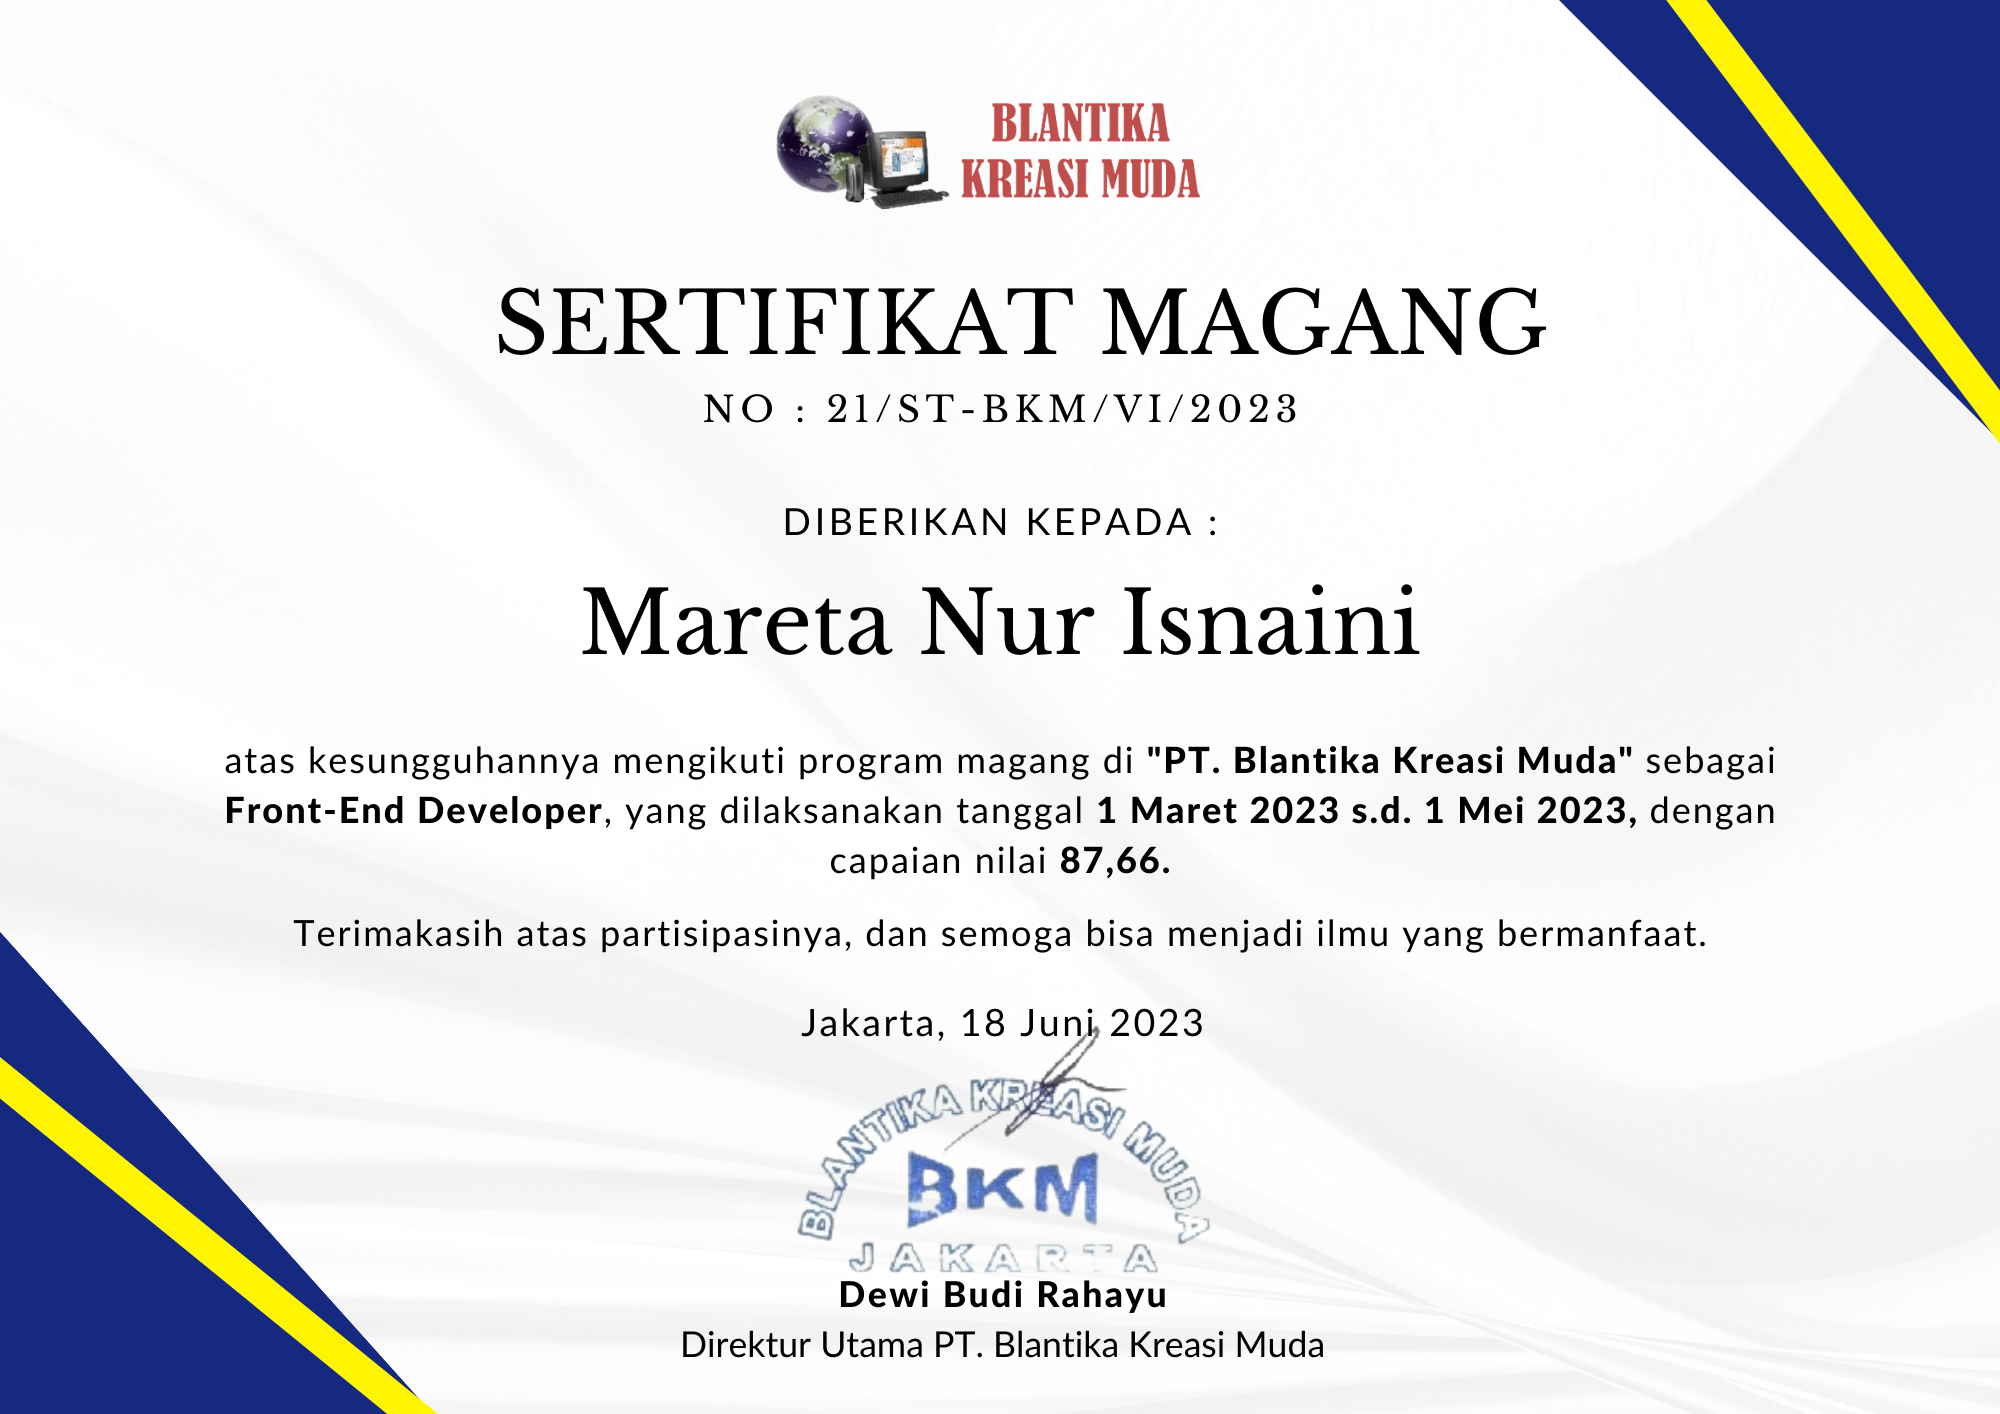 BLANTIKA
KREASI MUDA
SERTIFIKAT MAGANG
NO : 21/ST-BKM/VI/2023
DIBERIKAN KEPADA :
Mareta Nur Isnaini
atas kesungguhannya mengikuti program magang di "PT. Blantika Kreasi Muda" sebagai
Front-End Developer, yang dilaksanakan tanggal 1 Maret 2023 s.d. 1 Mei 2023, dengan
capaian nilai 87,66.
Terimakasih atas partisipasinya, dan semoga bisa menjadi ilmu yang bermanfaat.
Jakarta, 18 Juni 2023
BLANTIKA KREASI MUDA
BKM
JAKARTA
Dewi Budi Rahayu
Direktur Utama PT. Blantika Kreasi Muda